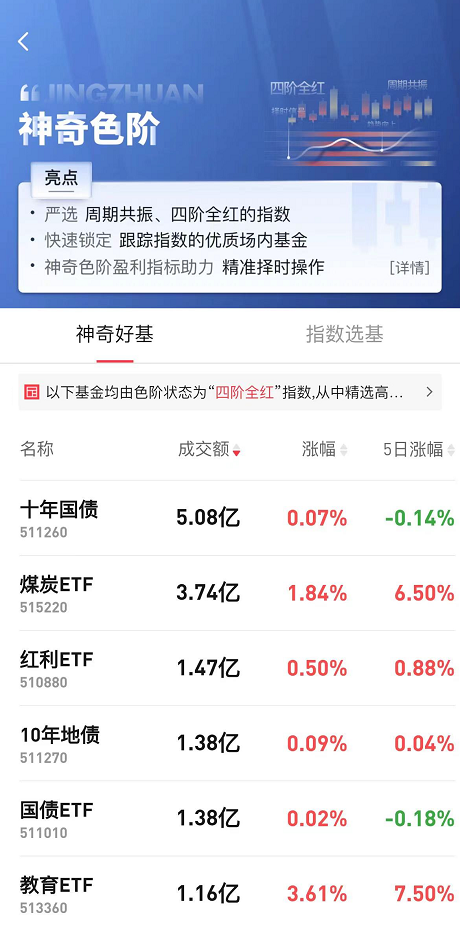 JINGZHUAN
神奇色阶
四阶全红
周期共振
择时信号
趋势向上
亮点
· 严选 周期共振、四阶全红的指数
· 快速锁定 跟踪指数的优质场内基金
· 神奇色阶盈利指标助力 精准择时操作 [详情]
神奇好基 指数选基
以下基金均由色阶状态为“四阶全红”指数,从中精选高...
名称 成交额 涨幅 5日涨幅
十年国债 5.08亿 0.07% -0.14%
511260
煤炭ETF 3.74亿 1.84% 6.50%
515220
红利ETF 1.47亿 0.50% 0.88%
510880
10年地债 1.38亿 0.09% 0.04%
511270
国债ETF 1.38亿 0.02% -0.18%
511010
教育ETF 1.16亿 3.61% 7.50%
513360